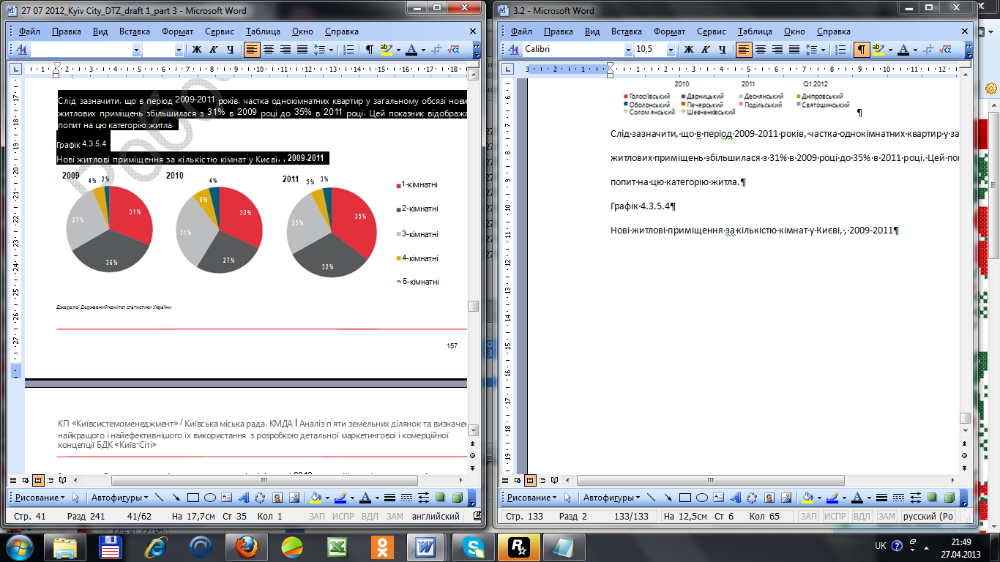 27 07 2012_Kyiv City_DTZ_draft 1_part 3 - Microsoft Word
Файл Правка Вид Вставка Формат Сервис Таблица Окно Справка
Слід зазначити, що в період 2009-2011 років, частка однокімнатних квартир у загальному обсязі нови
житлових приміщень збільшилася з 31% в 2009 році до 35% в 2011 році. Цей показник відобража
попит на цю категорію житла.
Графік 4.3.5.4
Нові житлові приміщення за кількістю кімнат у Києві, , 2009-2011
2009 4% 2% 2010 4% 2011 5% 3%
31% 36% 27%
6% 32% 27% 31%
35% 32% 25%
1-кімнатні
2-кімнатні
3-кімнатні
4-кімнатні
5-кімнатні
Джерело: Державний комітет статистики України
157
КП «Київсистемоменеджмент» / Київська міська рада, КМДА | Аналіз п'яти земельних ділянок та визначен
найкращого і найефективнішого їх використання з розробкою детальної маркетингової і комерційної
концепції БДК «Київ-Сіті»
Рисование Автофигуры
Стр. 41 Разд 241 41/62 На 17,7см Ст 35 Кол 1 ЗАП ИСПР ВДЛ ЗАМ английский
3.2 - Microsoft Word
Файл Правка Вид Вставка Формат Сервис Таблица Окно Справка
Calibri 10,5
2010 2011 Q1 2012
Голосіївський Дарницький Деснянський Дніпровський
Оболонський Печерський Подільський Святошинський
Солом'янський Шевченківський ¶
Слід·зазначити,·що·в·період·2009-2011·років,·частка·однокімнатних·квартир·у·за
житлових·приміщень·збільшилася·з·31%·в·2009·році·до·35%·в·2011·році.·Цей·по
попит·на·цю·категорію·житла.¶
Графік·4.3.5.4¶
Нові·житлові·приміщення·за·кількістю·кімнат·у·Києві,·,·2009-2011¶
Рисование Автофигуры
Стр. 133 Разд 2 133/133 На 12,5см Ст 6 Кол 65 ЗАП ИСПР ВДЛ ЗАМ русский (Ро
UK 21:49
27.04.2013